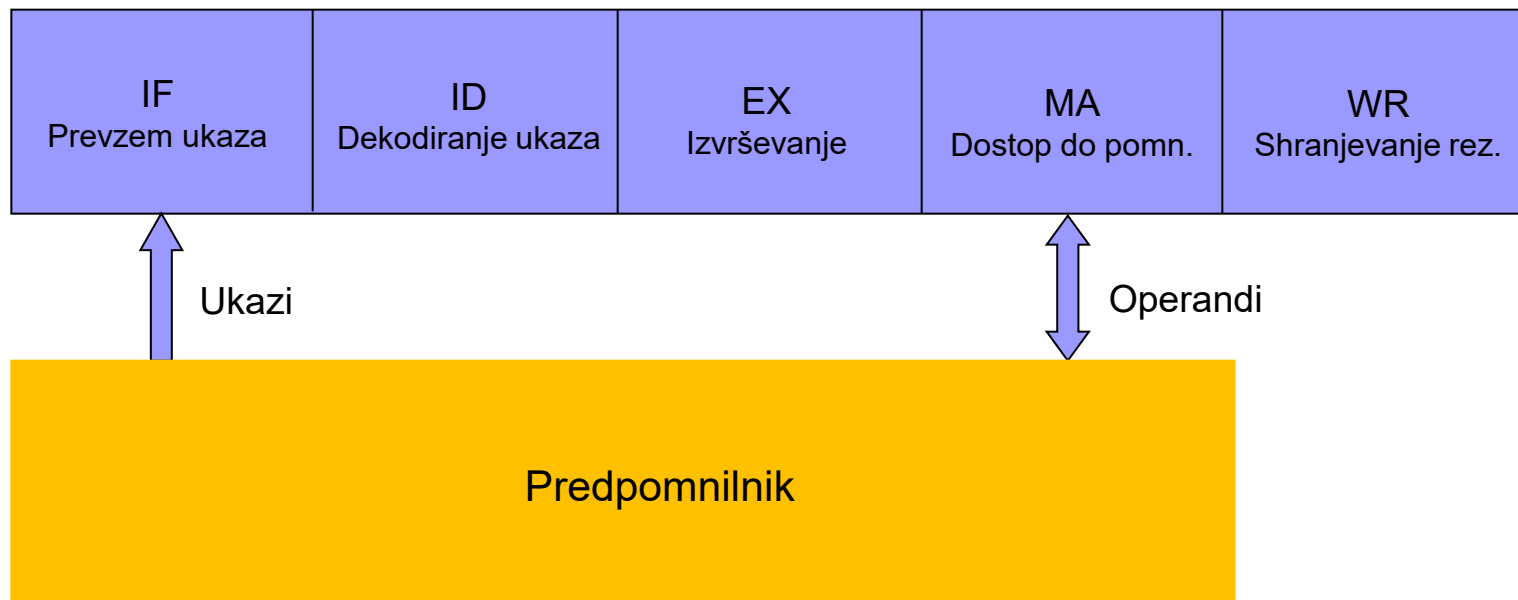 IF
Prevzem ukaza
ID
Dekodiranje ukaza
EX
Izvrševanje
MA
Dostop do pomn.
WR
Shranjevanje rez.
Ukazi
Operandi
Predpomnilnik